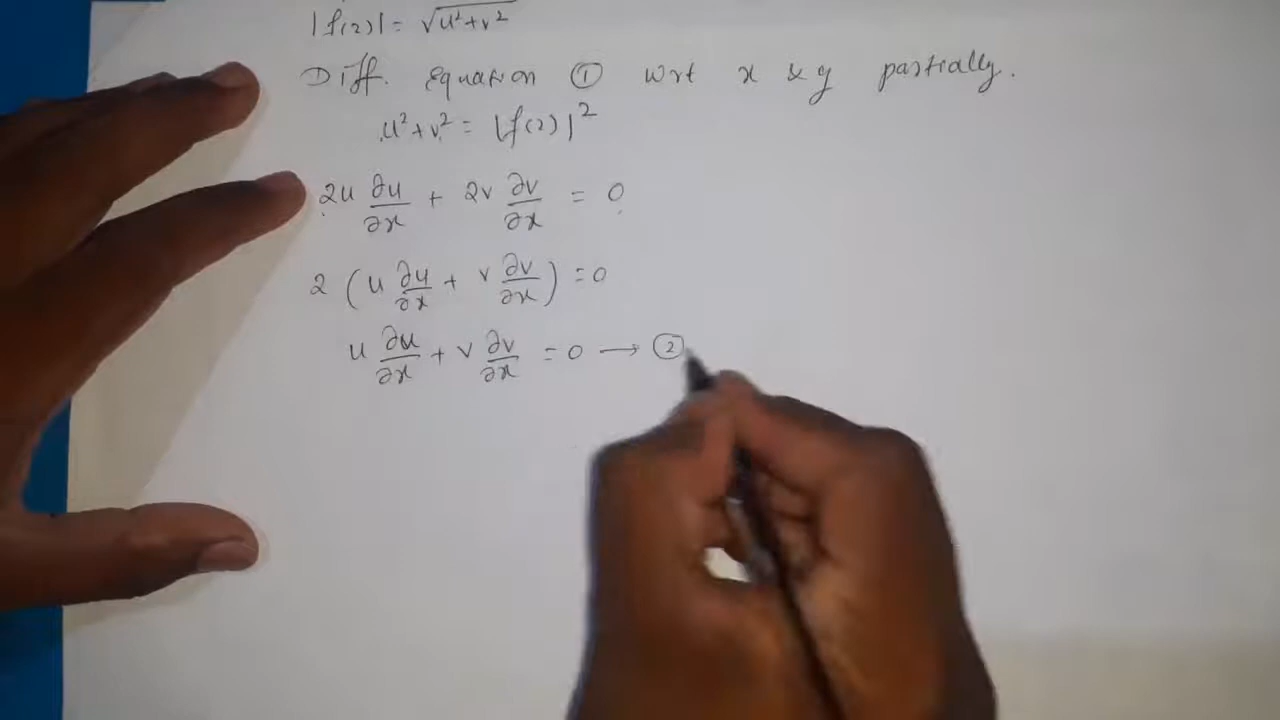 |f(z)| = √u²+v²
Diff. Equation ① wrt x & y partially.
u²+v² = |f(z)|²
2u ∂u/∂x + 2v ∂v/∂x = 0
2 (u ∂u/∂x + v ∂v/∂x) = 0
u ∂u/∂x + v ∂v/∂x = 0 → ②